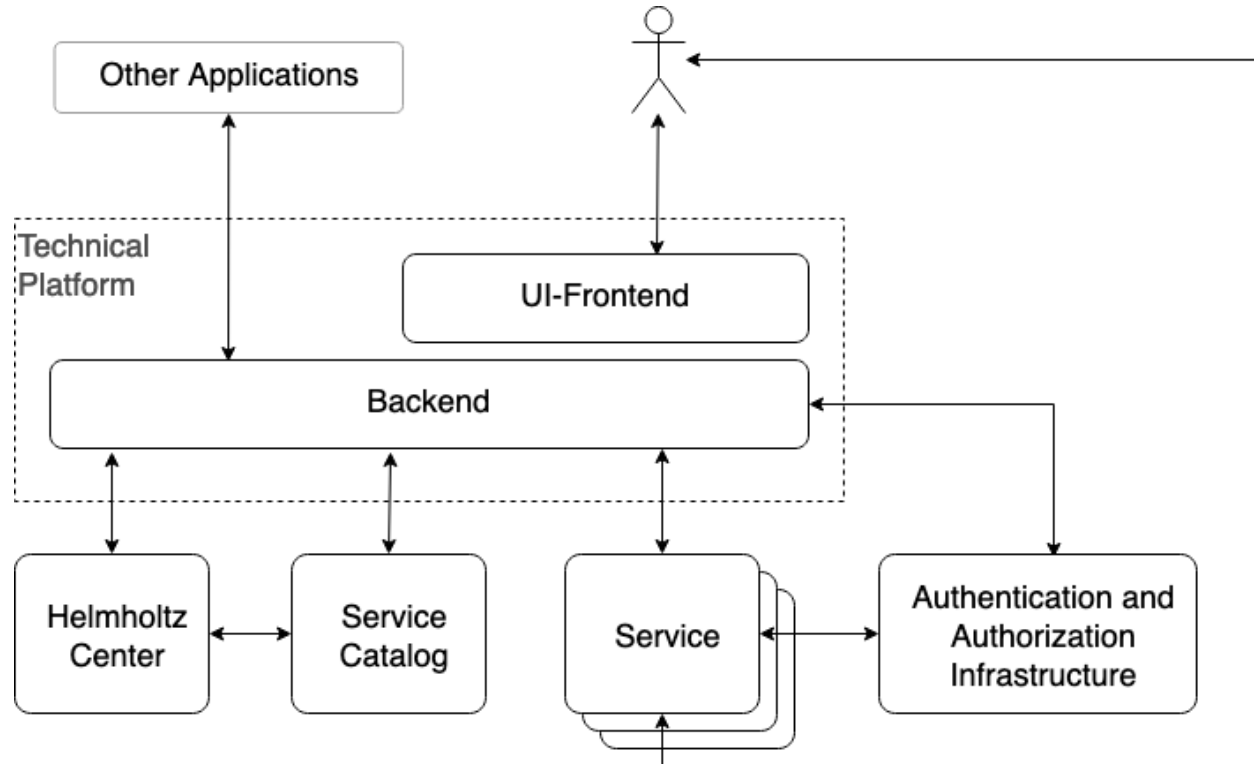 Other Applications
Technical
Platform
UI-Frontend
Backend
Helmholtz
Center
Service
Catalog
Service
Authentication and
Authorization
Infrastructure